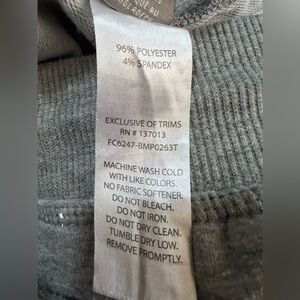 96% POLYESTER
4% SPANDEX
EXCLUSIVE OF TRIMS
RN # 137013
FC6247-BMP0263T
MACHINE WASH COLD
WITH LIKE COLORS.
NO FABRIC SOFTENER.
DO NOT BLEACH.
DO NOT IRON.
DO NOT DRY CLEAN.
TUMBLE DRY LOW.
REMOVE PROMPTLY.